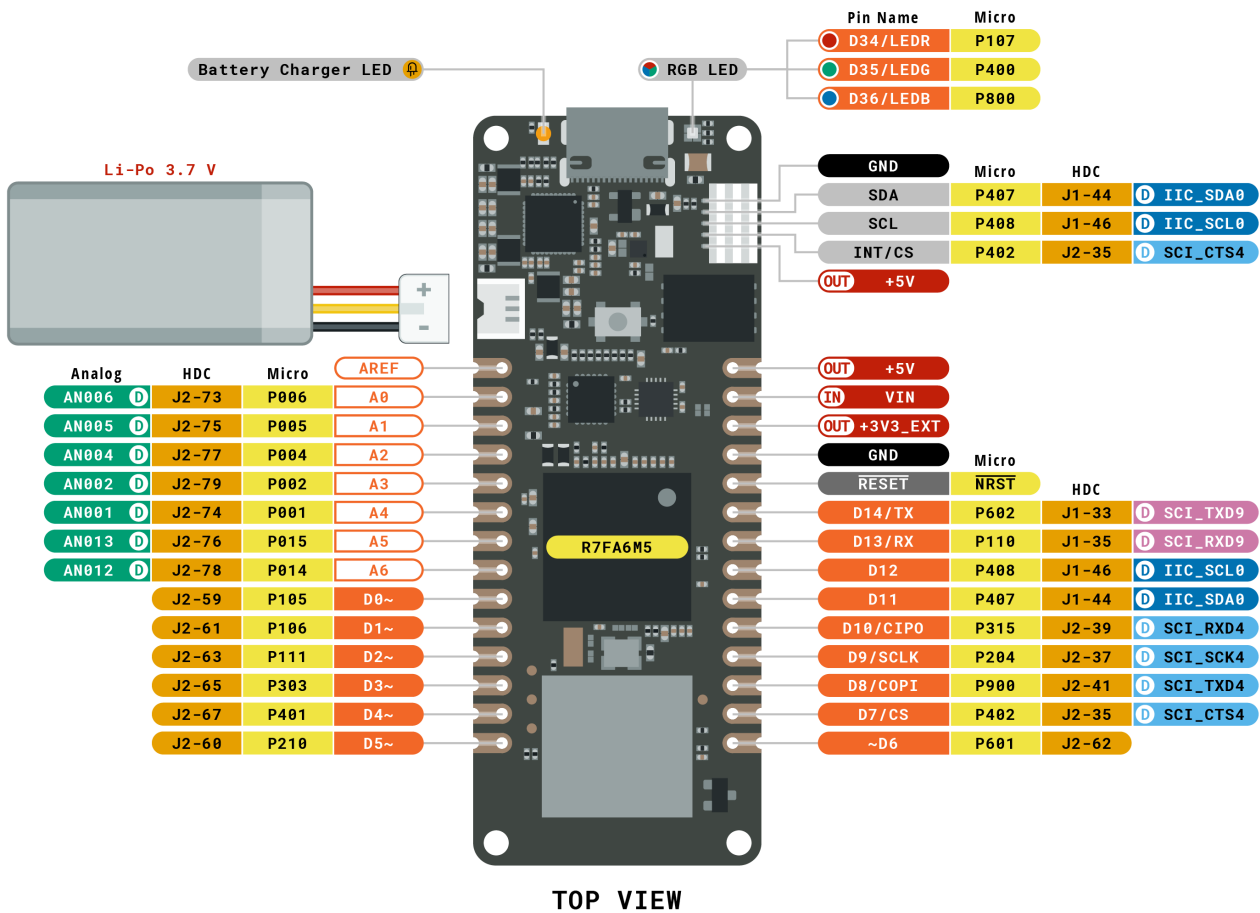 Pin Name Micro
D34/LEDR P107
Battery Charger LED RGB LED D35/LEDG P400
D36/LEDB P800
Li-Po 3.7 V
+
-
GND Micro HDC
SDA P407 J1-44 D IIC_SDA0
SCL P408 J1-46 D IIC_SCL0
INT/CS P402 J2-35 D SCI_CTS4
OUT +5V
Analog HDC Micro AREF
AN006 D J2-73 P006 A0
AN005 D J2-75 P005 A1
AN004 D J2-77 P004 A2
AN002 D J2-79 P002 A3
AN001 D J2-74 P001 A4
AN013 D J2-76 P015 A5
AN012 D J2-78 P014 A6
J2-59 P105 D0~
J2-61 P106 D1~
J2-63 P111 D2~
J2-65 P303 D3~
J2-67 P401 D4~
J2-60 P210 D5~
R7FA6M5
OUT +5V
IN VIN
OUT +3V3_EXT
GND Micro
RESET NRST HDC
D14/TX P602 J1-33 D SCI_TXD9
D13/RX P110 J1-35 D SCI_RXD9
D12 P408 J1-46 D IIC_SCL0
D11 P407 J1-44 D IIC_SDA0
D10/CIPO P315 J2-39 D SCI_RXD4
D9/SCLK P204 J2-37 D SCI_SCK4
D8/COPI P900 J2-41 D SCI_TXD4
D7/CS P402 J2-35 D SCI_CTS4
~D6 P601 J2-62
TOP VIEW